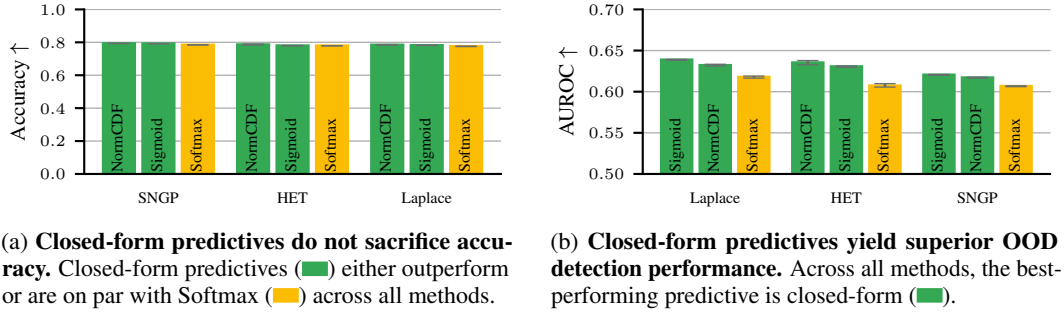 1.0
0.8
0.6
0.4
0.2
0.0
Accuracy ↑
NormCDF
Sigmoid
Softmax
NormCDF
Sigmoid
Softmax
NormCDF
Sigmoid
Softmax
SNGP
HET
Laplace
(a) Closed-form predictives do not sacrifice accu-
racy. Closed-form predictives ( ) either outperform
or are on par with Softmax ( ) across all methods.
0.70
0.65
0.60
0.55
0.50
AUROC ↑
Sigmoid
NormCDF
Softmax
NormCDF
Sigmoid
Softmax
Sigmoid
NormCDF
Softmax
Laplace
HET
SNGP
(b) Closed-form predictives yield superior OOD
detection performance. Across all methods, the best-
performing predictive is closed-form ( ).